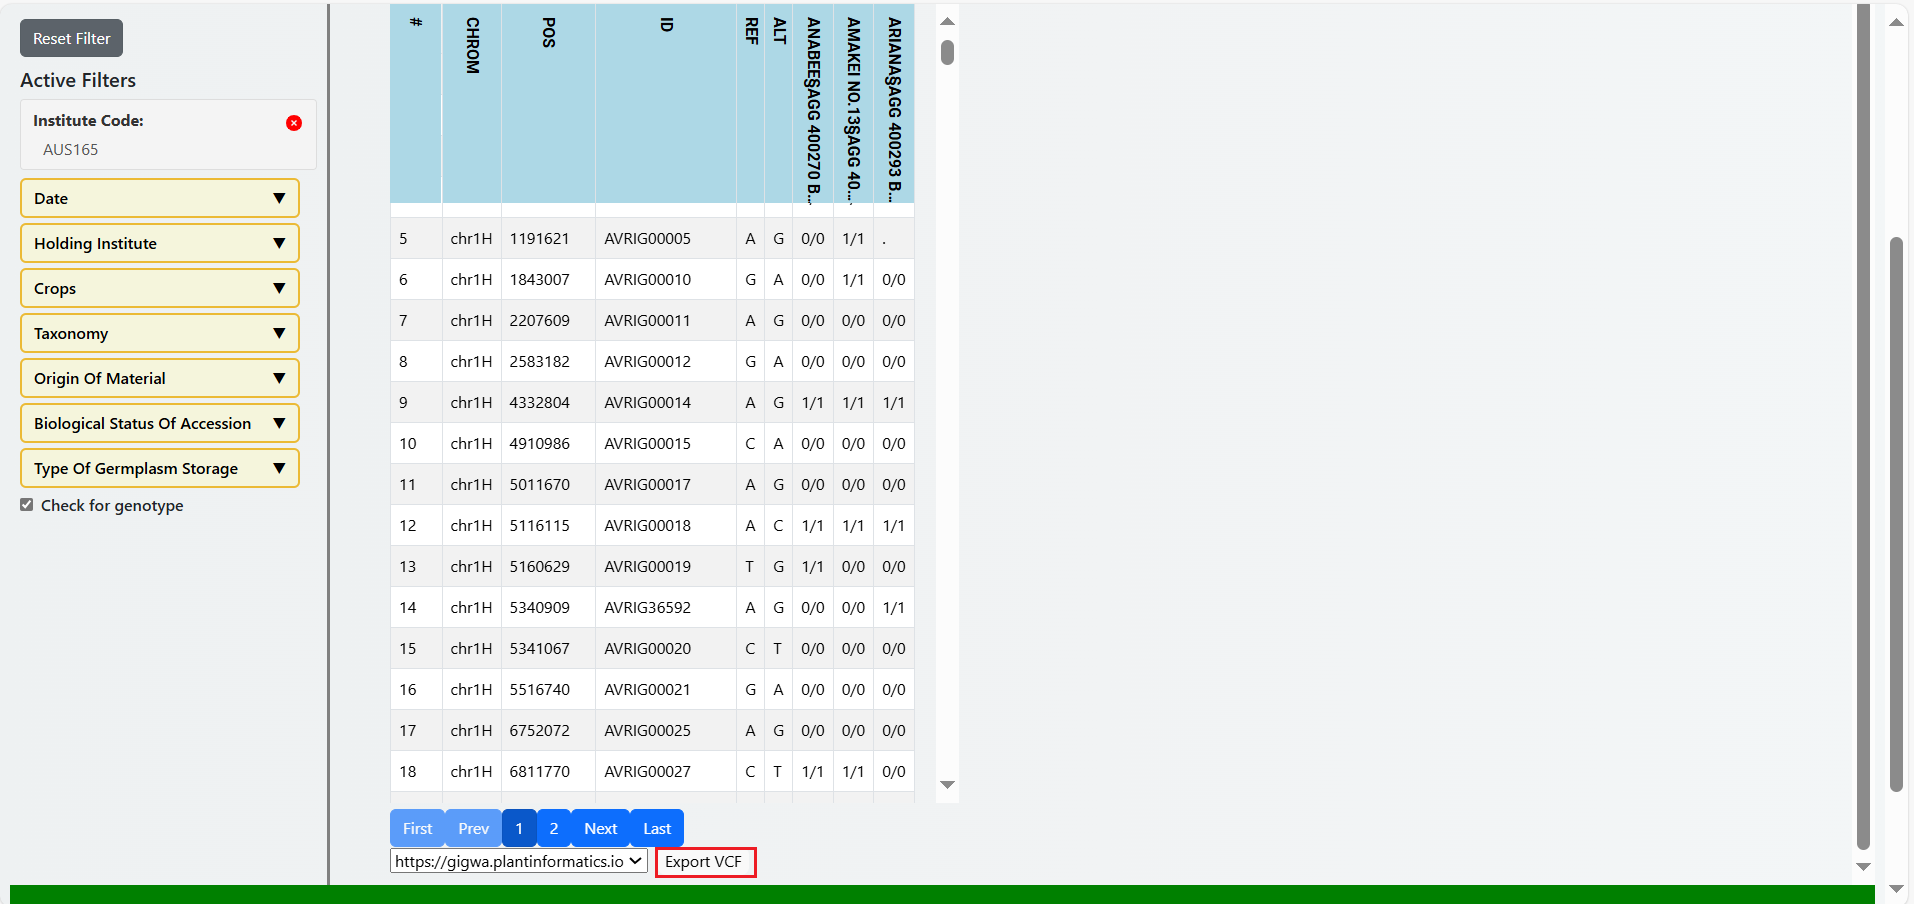 Reset Filter
Active Filters
Institute Code:
AUS165
Date ▼
Holding Institute ▼
Crops ▼
Taxonomy ▼
Origin Of Material ▼
Biological Status Of Accession ▼
Type Of Germplasm Storage ▼
Check for genotype
# CHROM POS ID REF ALT ANABEE§AGG 400270 B... AMAKEI NO.13§AGG 40... ARIANA§AGG 400293 B...
5 chr1H 1191621 AVRIG00005 A G 0/0 1/1 .
6 chr1H 1843007 AVRIG00010 G A 0/0 1/1 0/0
7 chr1H 2207609 AVRIG00011 A G 0/0 0/0 0/0
8 chr1H 2583182 AVRIG00012 G A 0/0 0/0 0/0
9 chr1H 4332804 AVRIG00014 A G 1/1 1/1 1/1
10 chr1H 4910986 AVRIG00015 C A 0/0 0/0 0/0
11 chr1H 5011670 AVRIG00017 A G 0/0 0/0 0/0
12 chr1H 5116115 AVRIG00018 A C 1/1 1/1 1/1
13 chr1H 5160629 AVRIG00019 T G 1/1 0/0 0/0
14 chr1H 5340909 AVRIG36592 A G 0/0 0/0 1/1
15 chr1H 5341067 AVRIG00020 C T 0/0 0/0 0/0
16 chr1H 5516740 AVRIG00021 G A 0/0 0/0 0/0
17 chr1H 6752072 AVRIG00025 A G 0/0 0/0 0/0
18 chr1H 6811770 AVRIG00027 C T 1/1 1/1 0/0
First Prev 1 2 Next Last
https://gigwa.plantinformatics.io Export VCF